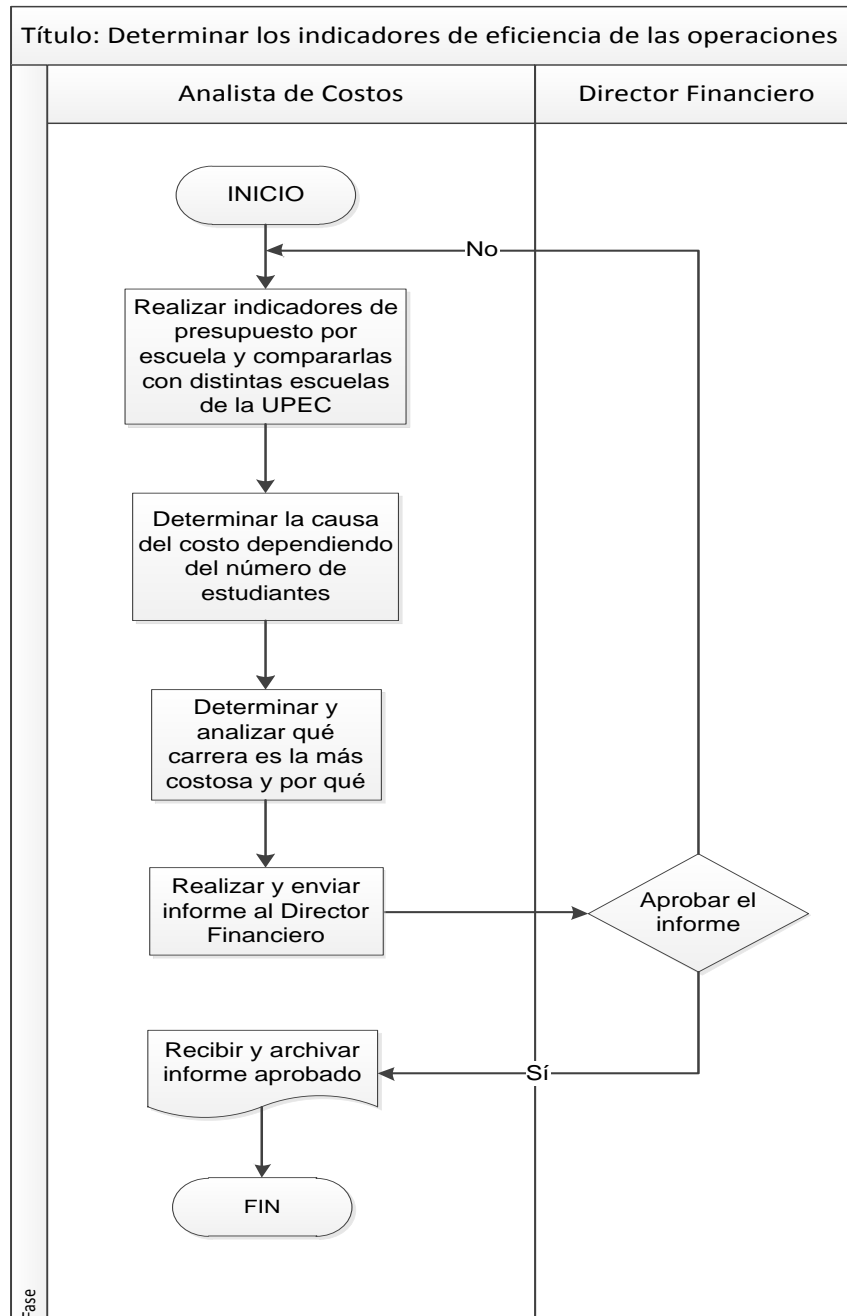 Título: Determinar los indicadores de eficiencia de las operaciones
Analista de Costos
Director Financiero
INICIO
No
Realizar indicadores de
presupuesto por
escuela y compararlas
con distintas escuelas
de la UPEC
Determinar la causa
del costo dependiendo
del número de
estudiantes
Determinar y
analizar qué
carrera es la más
costosa y por qué
Realizar y enviar
informe al Director
Financiero
Aprobar el
informe
Recibir y archivar
informe aprobado
Sí
FIN
Fase